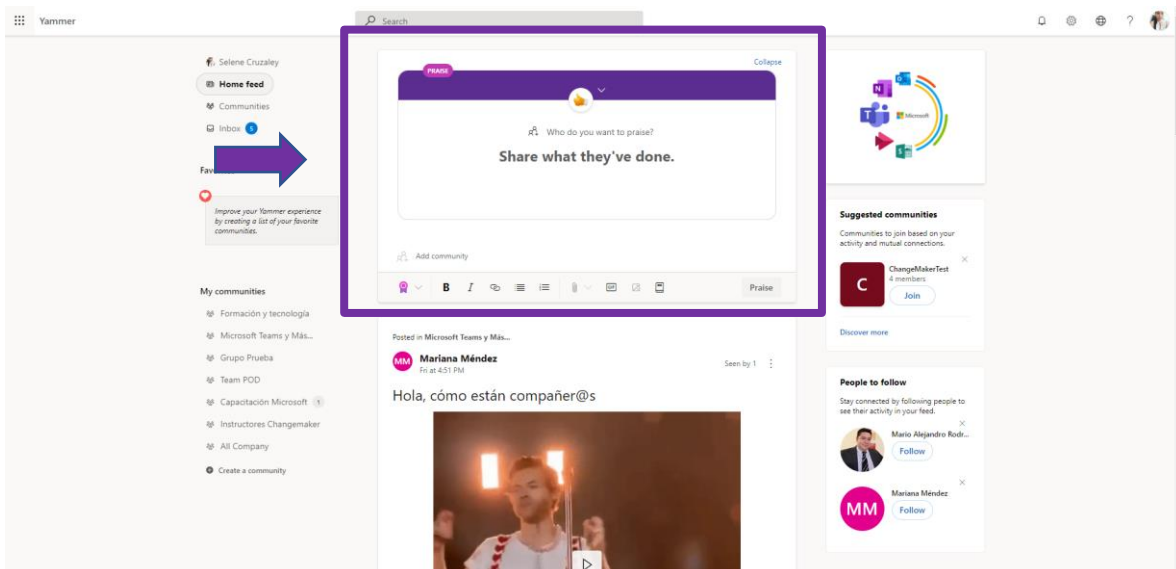 Yammer
Search
?
Selene Cruzaley
Home feed
Communities
Inbox 5
Improve your Yammer experience
by creating a list of your favorite
communities.
My communities
Formación y tecnología
Microsoft Teams y Más...
Grupo Prueba
Team POD
Capacitación Microsoft 1
Instructores Changemaker
All Company
Create a community
PRAISE
Collapse
Who do you want to praise?
Share what they've done.
Add community
B I
GIF
Praise
Posted in Microsoft Teams y Más...
MM
Mariana Méndez
Fri at 4:51 PM
Seen by 1
Hola, cómo están compañer@s
Microsoft
Suggested communities
Communities to join based on your
activity and mutual connections.
C
ChangeMakerTest
4 members
Join
Discover more
People to follow
Stay connected by following people to
see their activity in your feed.
Mario Alejandro Rodr...
Follow
MM
Mariana Méndez
Follow